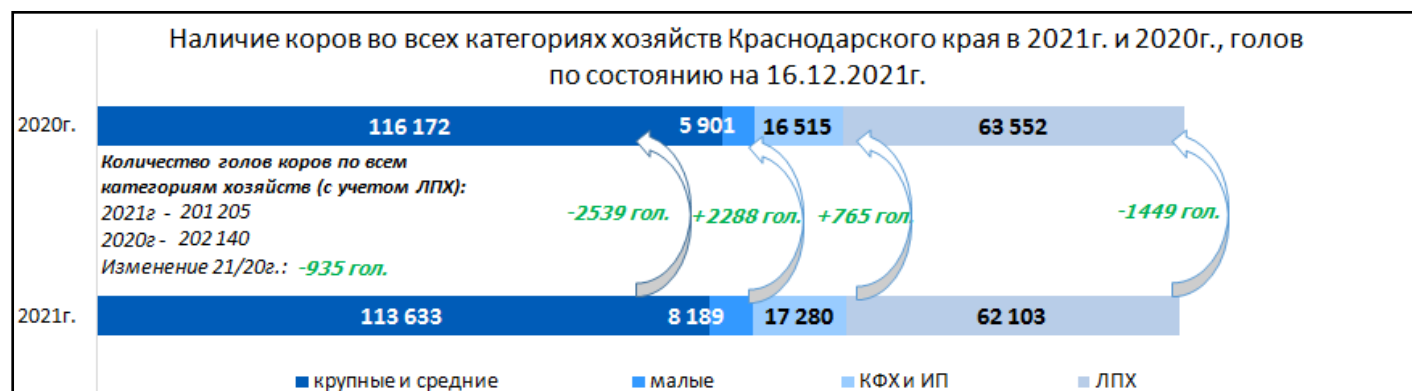 Наличие коров во всех категориях хозяйств Краснодарского края в 2021г. и 2020г., голов
по состоянию на 16.12.2021г.
2020г.
116 172
5 901
16 515
63 552
Количество голов коров по всем
категориям хозяйств (с учетом ЛПХ):
2021г - 201 205
2020г - 202 140
Изменение 21/20г.: -935 гол.
-2539 гол.
+2288 гол.
+765 гол.
-1449 гол.
2021г.
113 633
8 189
17 280
62 103
крупные и средние
малые
КФХ и ИП
ЛПХ